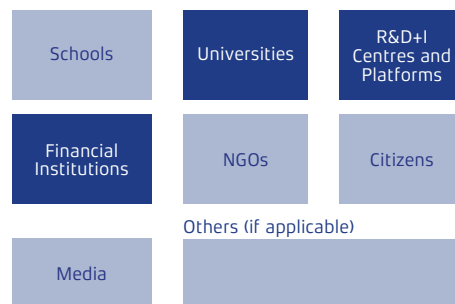 Schools
Universities
R&D+I
Centres and
Platforms
Financial
Institutions
NGOs
Citizens
Others (if applicable)
Media